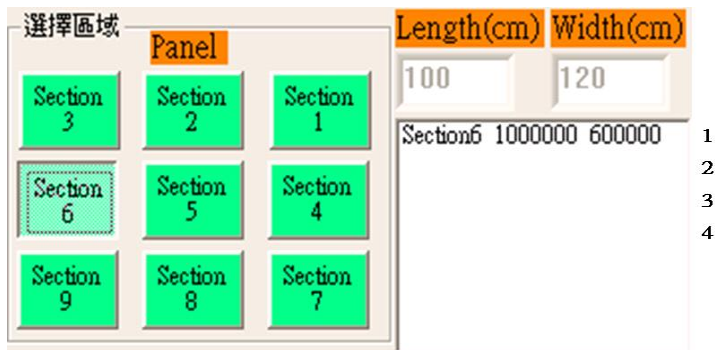 選擇區域
Panel
Section
3
Section
2
Section
1
Section
6
Section
5
Section
4
Section
9
Section
8
Section
7
Length(cm) Width(cm)
100 120
Section6 1000000 600000
1
2
3
4